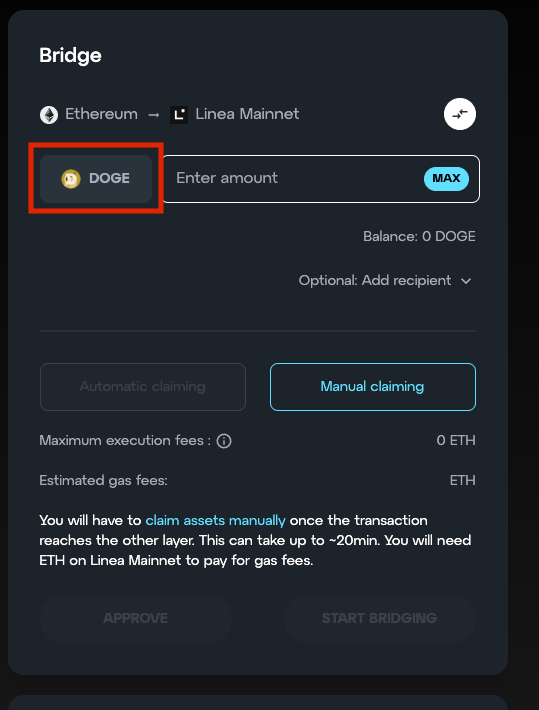 Bridge
Ethereum → Linea Mainnet
DOGE Enter amount MAX
Balance: 0 DOGE
Optional: Add recipient
Automatic claiming Manual claiming
Maximum execution fees : 0 ETH
Estimated gas fees: ETH
You will have to claim assets manually once the transaction
reaches the other layer. This can take up to ~20min. You will need
ETH on Linea Mainnet to pay for gas fees.
APPROVE START BRIDGING